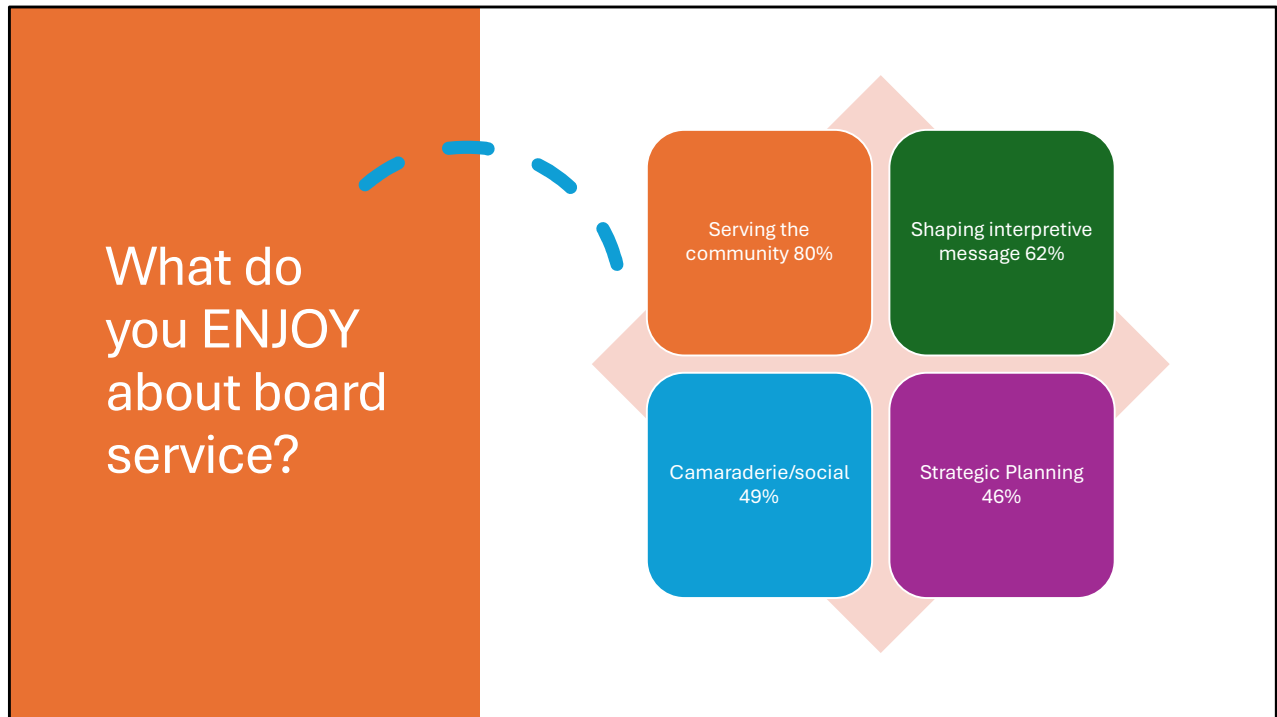 What do
you ENJOY
about board
service?
Serving the
community 80%
Shaping interpretive
message 62%
Camaraderie/social
49%
Strategic Planning
46%